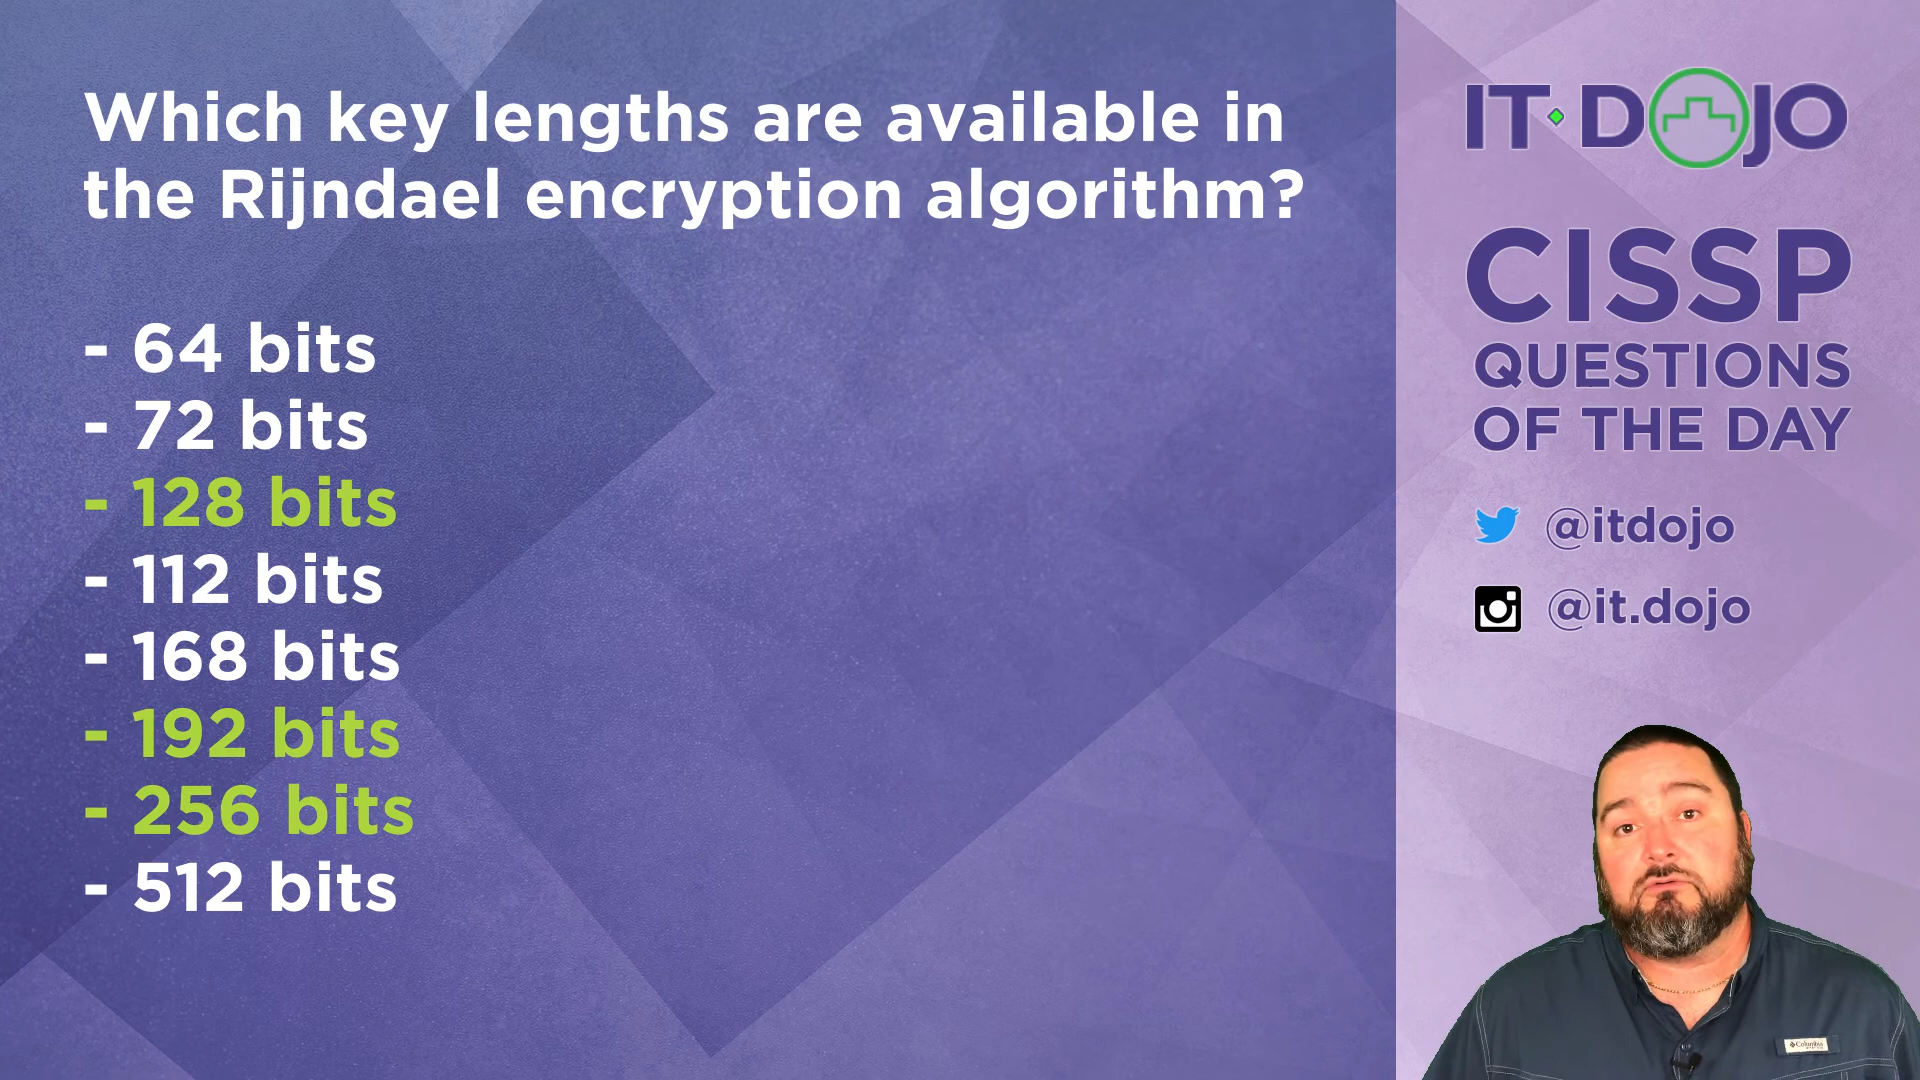 Which key lengths are available in
the Rijndael encryption algorithm?
- 64 bits
- 72 bits
- 128 bits
- 112 bits
- 168 bits
- 192 bits
- 256 bits
- 512 bits
IT DOJO
CISSP
QUESTIONS
OF THE DAY
@itdojo
@it.dojo
Columbia